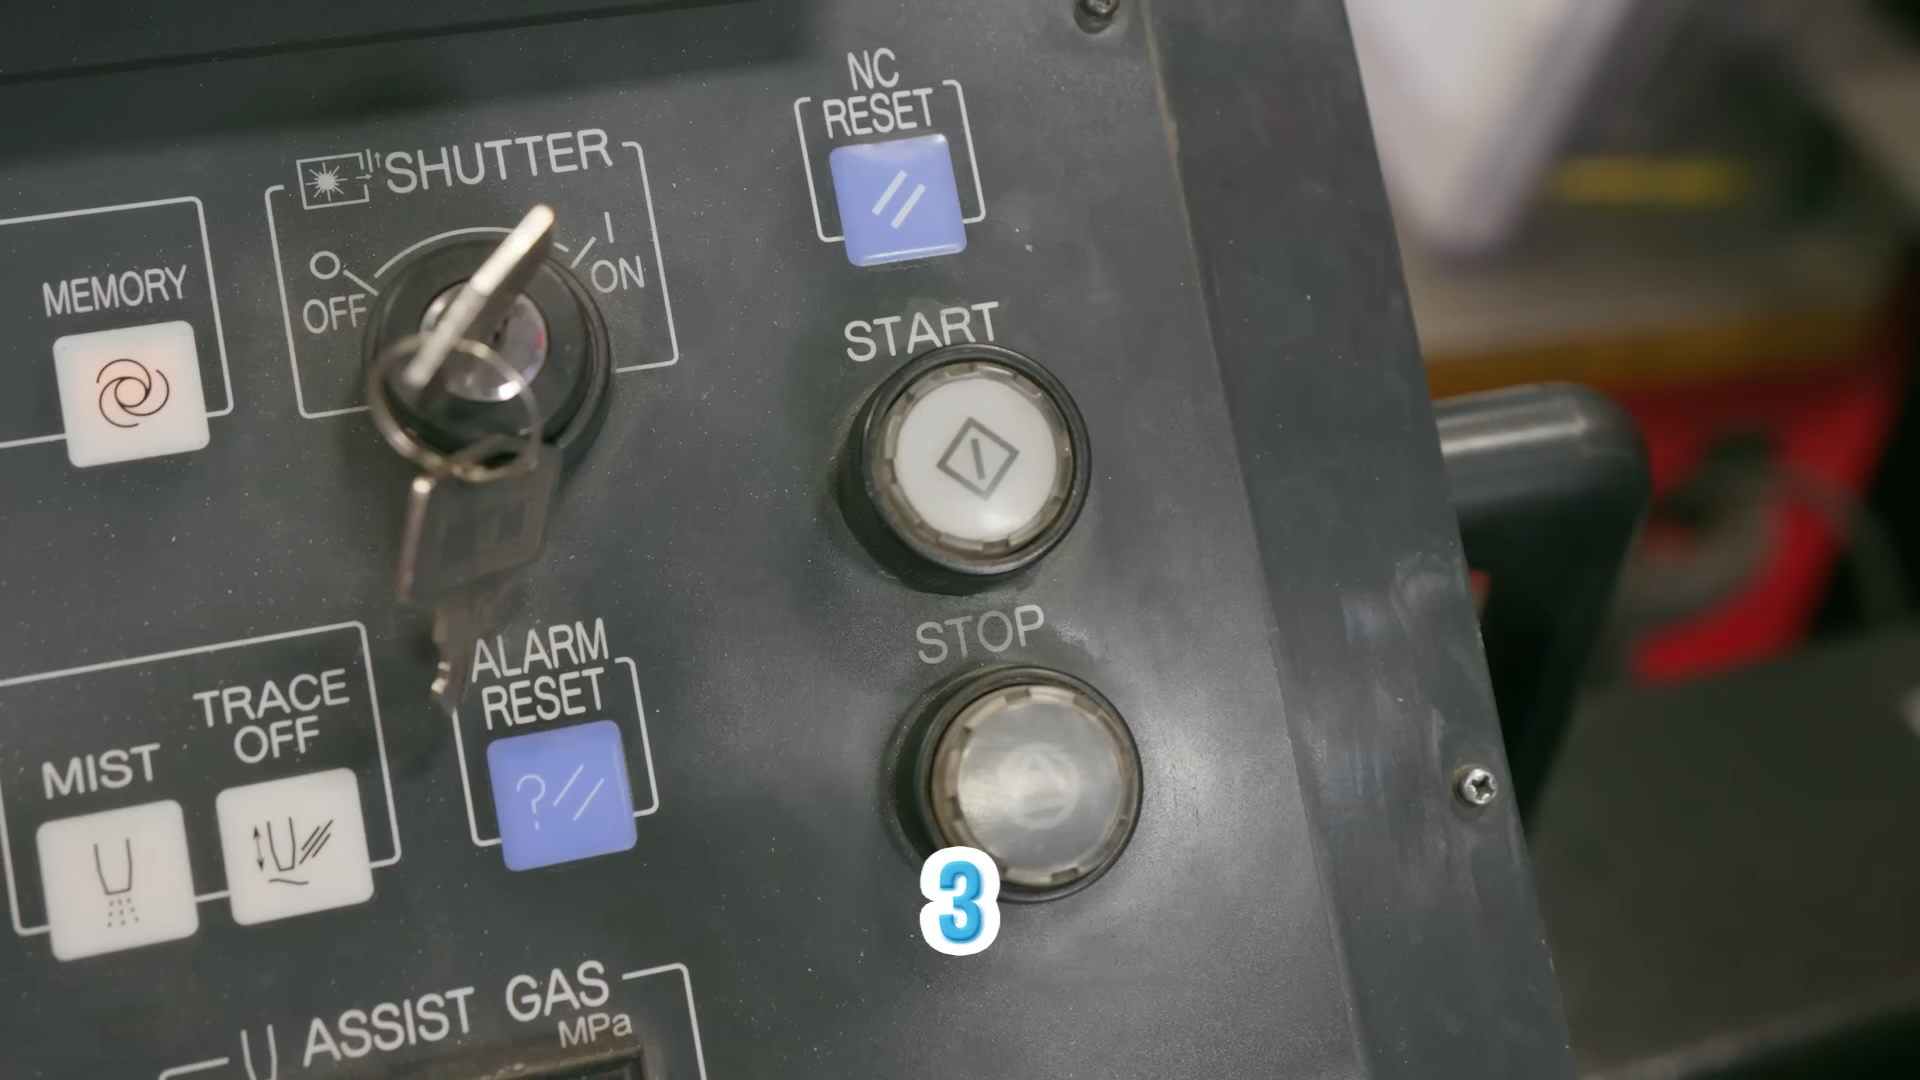 NC
RESET
SHUTTER
OFF
ON
MEMORY
START
STOP
ALARM
RESET
TRACE
OFF
MIST
?//
3
ASSIST GAS
MPa